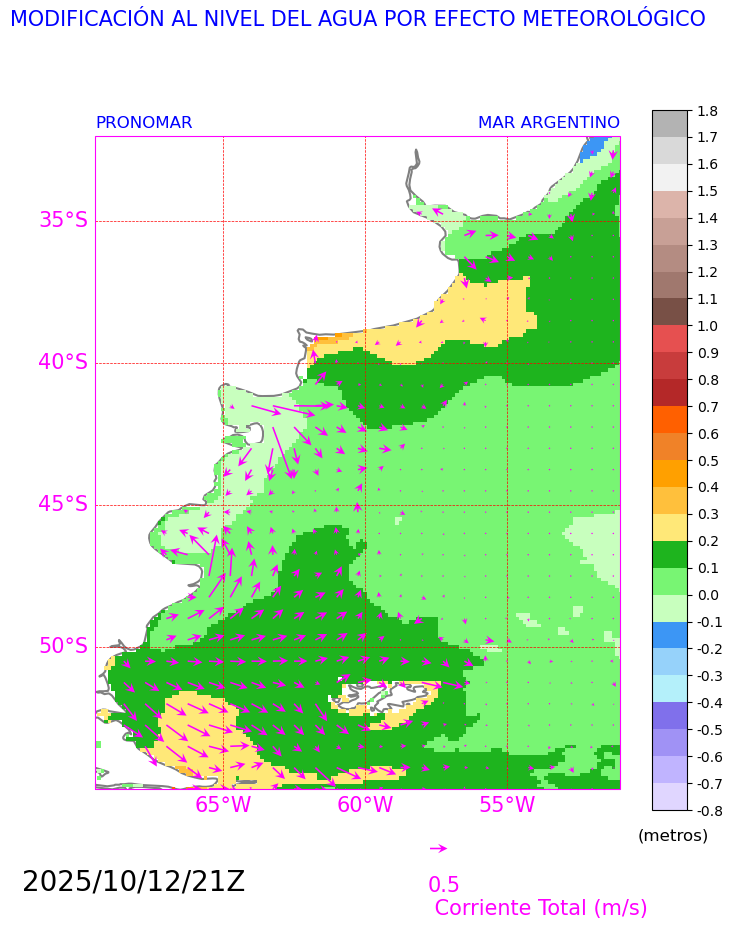 MODIFICACIÓN AL NIVEL DEL AGUA POR EFECTO METEOROLÓGICO
PRONOMAR MAR ARGENTINO
35°S
40°S
45°S
50°S
65°W 60°W 55°W
1.8
1.7
1.6
1.5
1.4
1.3
1.2
1.1
1.0
0.9
0.8
0.7
0.6
0.5
0.4
0.3
0.2
0.1
0.0
-0.1
-0.2
-0.3
-0.4
-0.5
-0.6
-0.7
-0.8
(metros)
2025/10/12/21Z
0.5
Corriente Total (m/s)